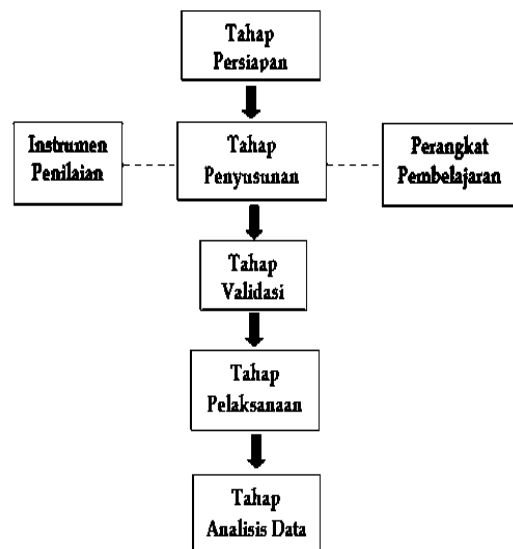 Tahap
Persiapan
Instrumen
Penilaian
Tahap
Penyusunan
Perangkat
Pembelajaran
Tahap
Validasi
Tahap
Pelaksanaan
Tahap
Analisis Data